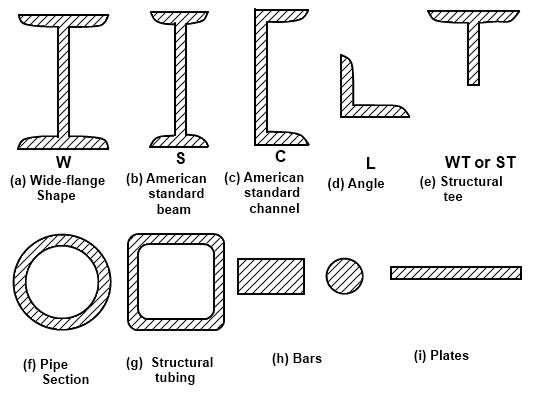 W
S
C
L
WT or ST
(a) Wide-flange
Shape
(b) American
standard
beam
(c) American
standard
channel
(d) Angle
(e) Structural
tee
(f) Pipe
Section
(g) Structural
tubing
(h) Bars
(i) Plates